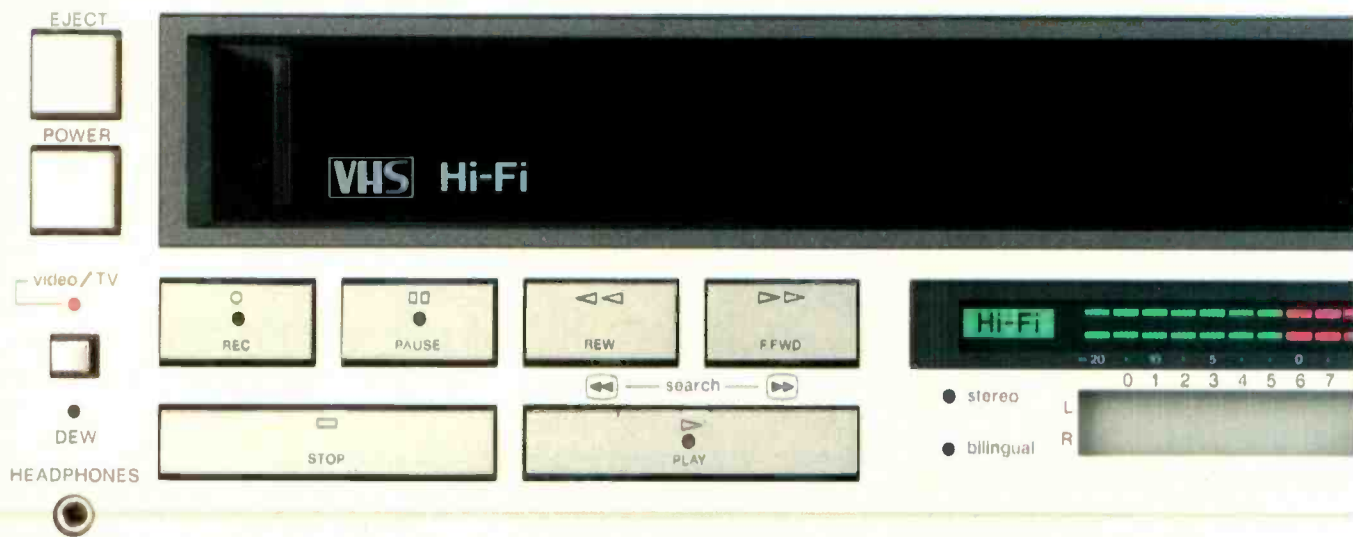 EJECT
POWER
VHS Hi-Fi
video/TV
REC
PAUSE
REW
F.FWD
search
STOP
PLAY
DEW
HEADPHONES
Hi-Fi
-20 10 5 0
0 1 2 3 4 5 6 7
stereo
bilingual
L
R